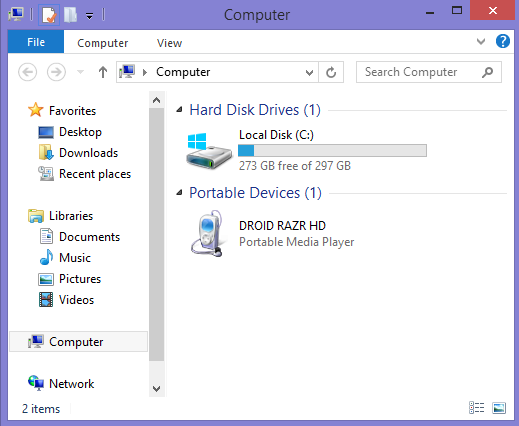 Computer
File
Computer
View
Computer
Search Computer
Favorites
Desktop
Downloads
Recent places
Libraries
Documents
Music
Pictures
Videos
Computer
Network
Hard Disk Drives (1)
Local Disk (C:)
273 GB free of 297 GB
Portable Devices (1)
DROID RAZR HD
Portable Media Player
2 items